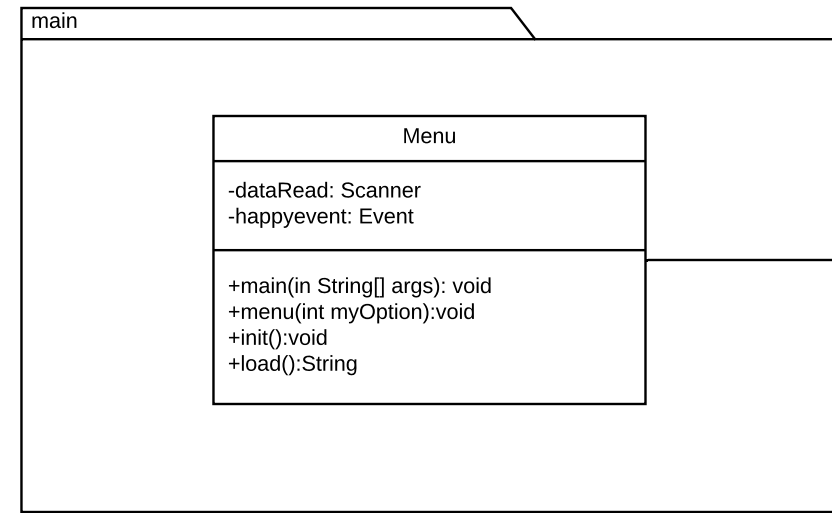 main
Menu
-dataRead: Scanner
-happyevent: Event
+main(in String[] args): void
+menu(int myOption):void
+init():void
+load():String